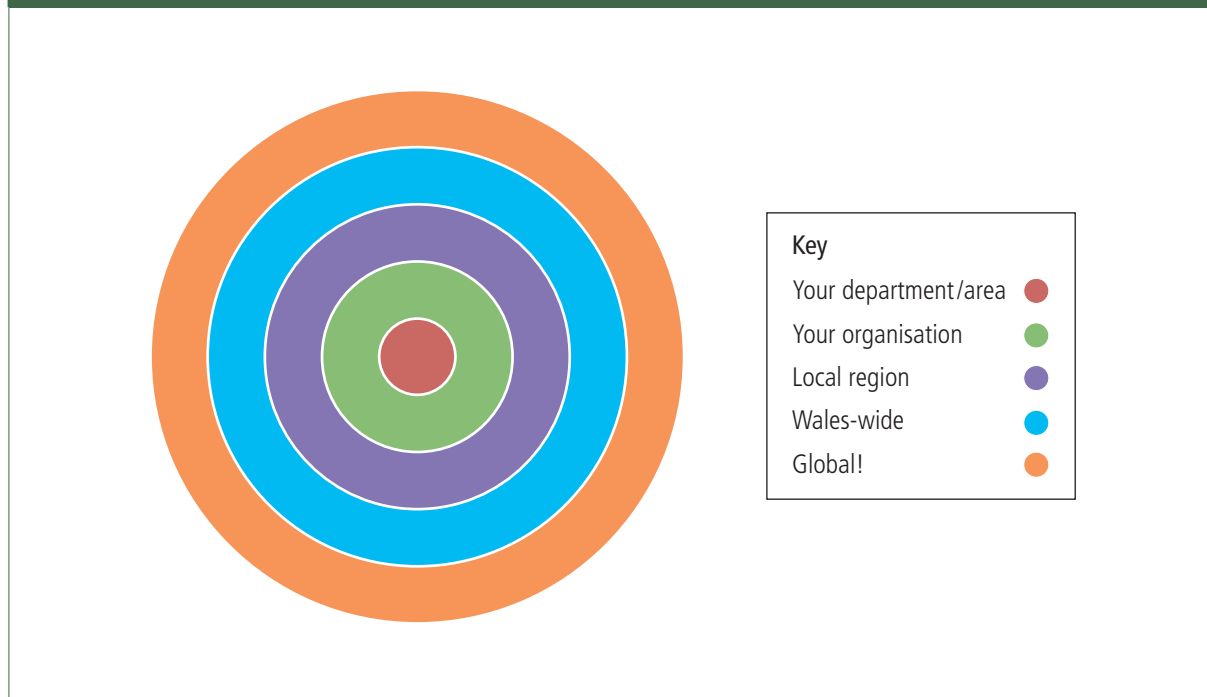 Key
Your department/area
Your organisation
Local region
Wales-wide
Global!